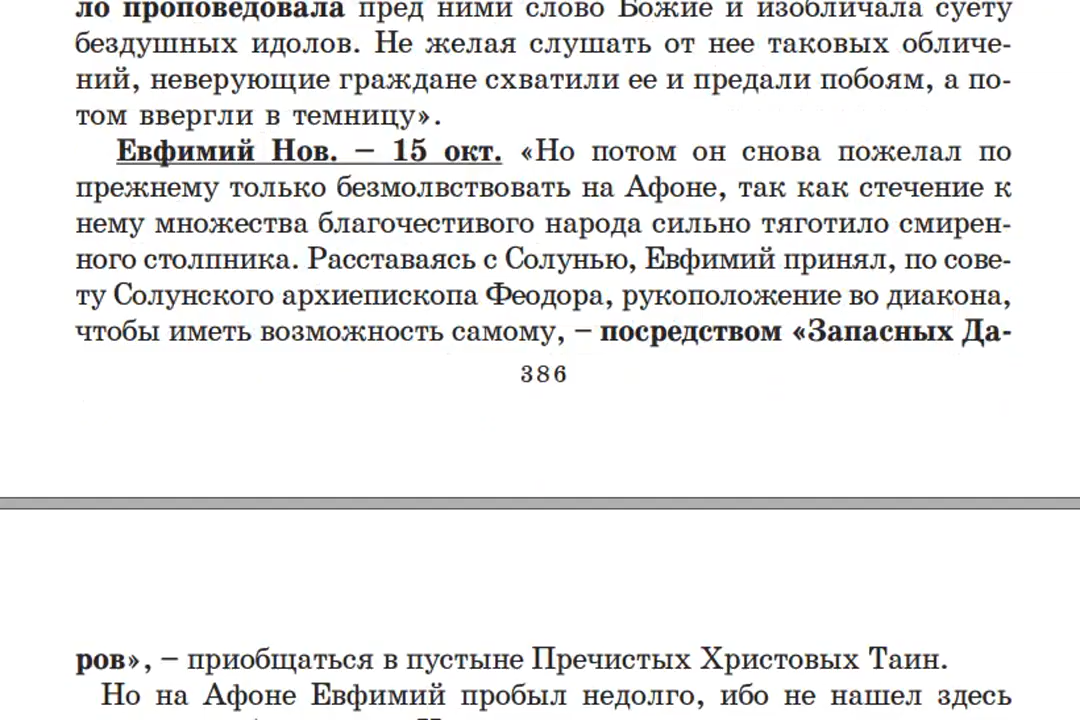 ло проповедовала пред ними слово Божие и изобличала суету
бездушных идолов. Не желая слушать от нее таковых обличе-
ний, неверующие граждане схватили ее и предали побоям, а по-
том ввергли в темницу».
Евфимий Нов. – 15 окт. «Но потом он снова пожелал по
прежнему только безмолвствовать на Афоне, так как стечение к
нему множества благочестивого народа сильно тяготило смирен-
ного столпника. Расставаясь с Солунью, Евфимий принял, по сове-
ту Солунского архиепископа Феодора, рукоположение во диакона,
чтобы иметь возможность самому, – посредством «Запасных Да-
386
ров», – приобщаться в пустыне Пречистых Христовых Таин.
Но на Афоне Евфимий пробыл недолго, ибо не нашел здесь